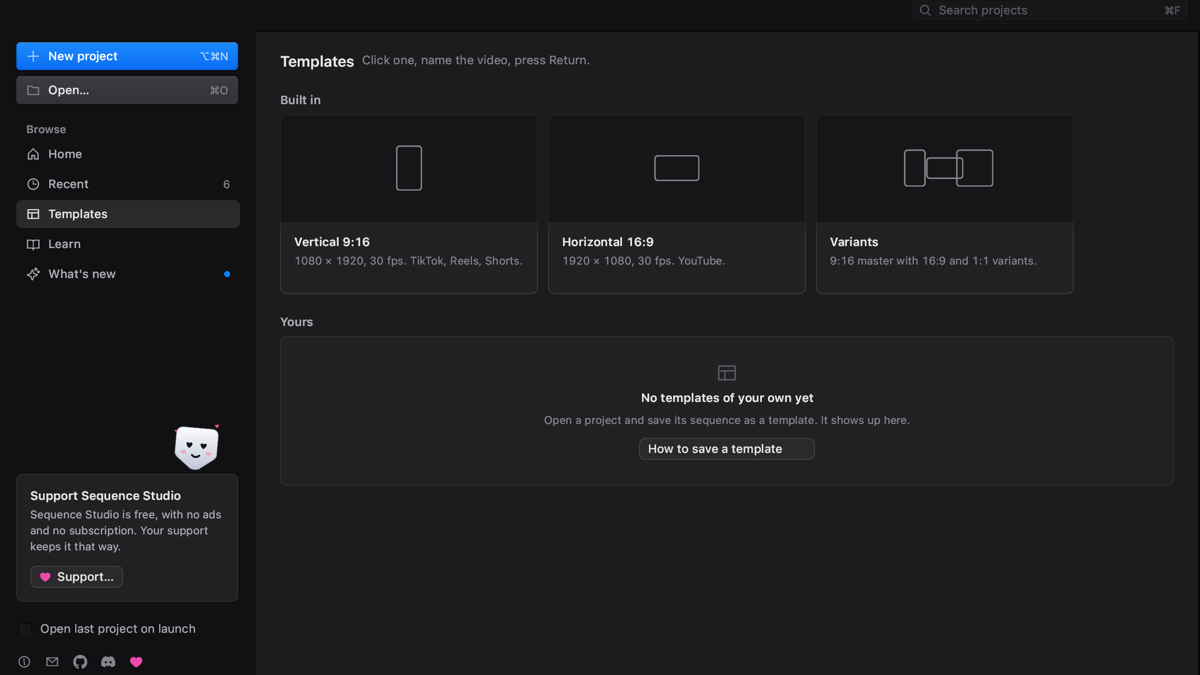 Search projects ⌘F
New project ⌥⌘N
Open... ⌘O
Browse
Home
Recent 6
Templates
Learn
What's new
Support Sequence Studio
Sequence Studio is free, with no ads
and no subscription. Your support
keeps it that way.
Support...
Open last project on launch
Templates Click one, name the video, press Return.
Built in
Vertical 9:16
1080 × 1920, 30 fps. TikTok, Reels, Shorts.
Horizontal 16:9
1920 × 1080, 30 fps. YouTube.
Variants
9:16 master with 16:9 and 1:1 variants.
Yours
No templates of your own yet
Open a project and save its sequence as a template. It shows up here.
How to save a template